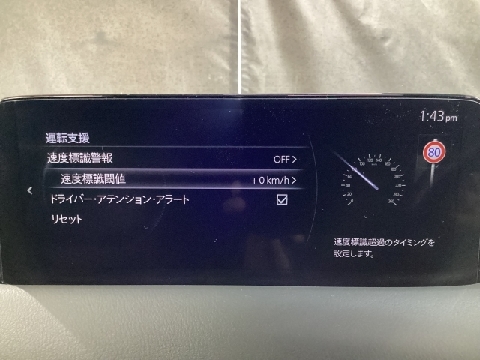 1:43pm
運転支援
速度標識警報 OFF>
速度標識閾値 10km/h>
ドライバー・アテンション・アラート
リセット
80
速度標識超過のタイミングを
設定します。